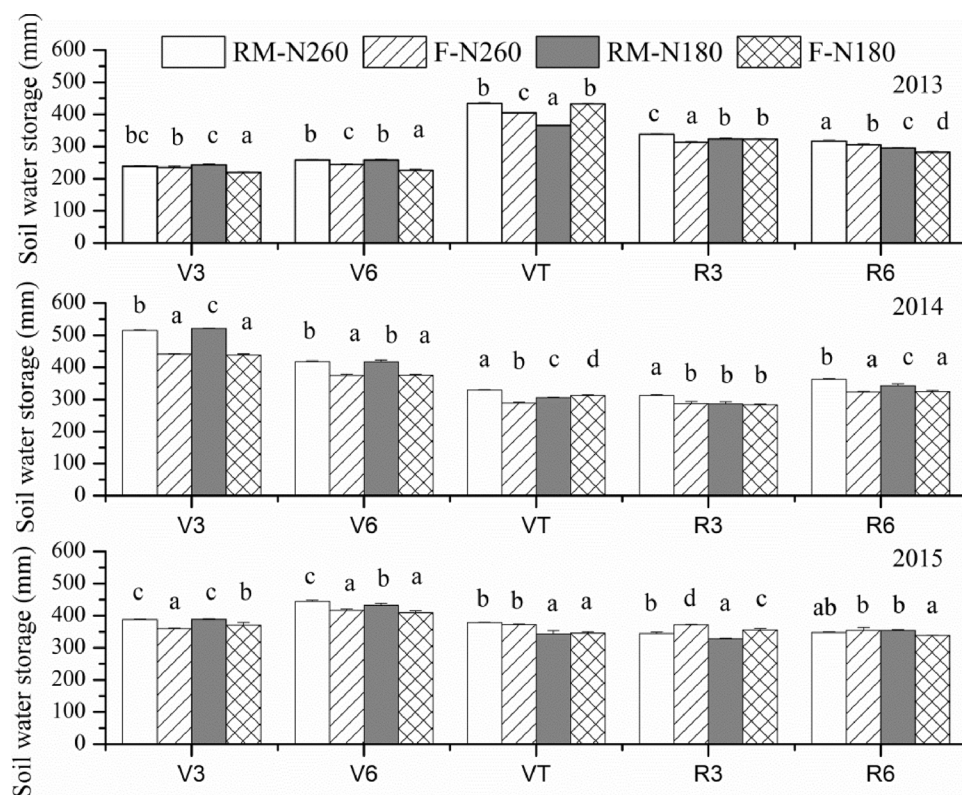 RM-N260 F-N260 RM-N180 F-N180
2013
Soil water storage (mm)
600
500
400
300
200
100
0
bc b c a
b c b a
b c a b
c a b b
a b c d
V3 V6 VT R3 R6
2014
Soil water storage (mm)
600
500
400
300
200
100
0
b a c a
b a b a
a b c d
a b b b
b a c a
V3 V6 VT R3 R6
2015
Soil water storage (mm)
600
500
400
300
200
100
0
c a c b
c a b a
b b a a
b d a c
ab b b a
V3 V6 VT R3 R6